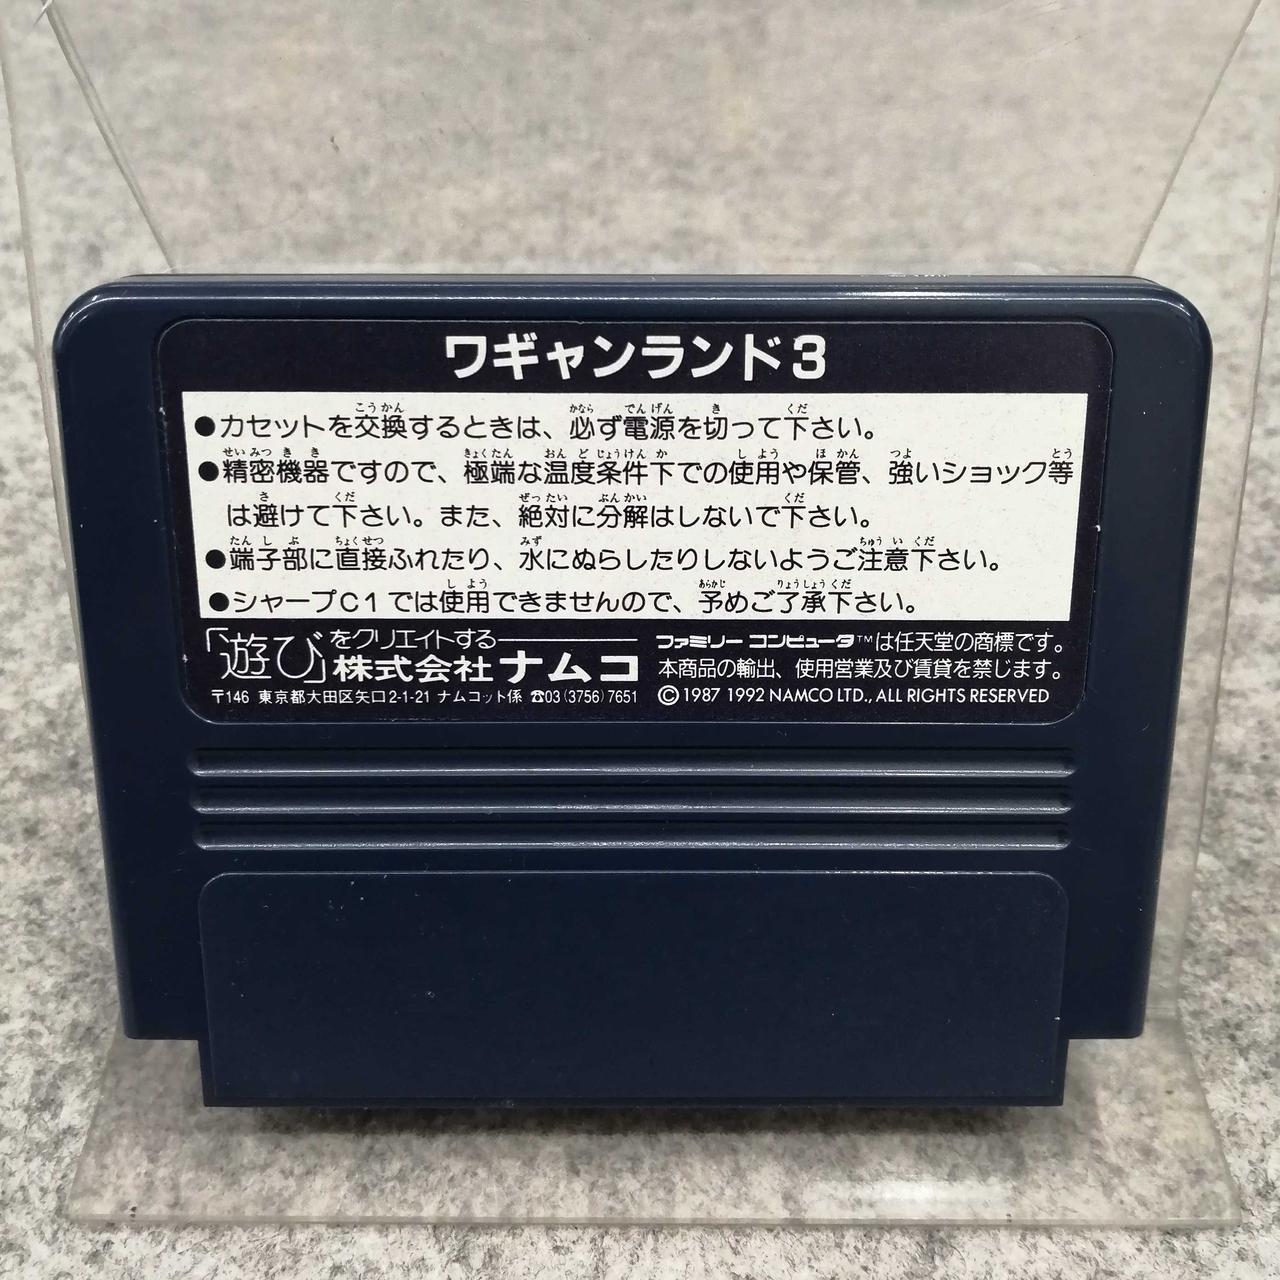 ワギャンランド3
●カセットを交換するときは、必ず電源を切って下さい。
●精密機器ですので、極端な温度条件下での使用や保管、強いショック等
は避けて下さい。また、絶対に分解はしないで下さい。
●端子部に直接ふれたり、水にぬらしたりしないようご注意下さい。
●シャープC1では使用できませんので、予めご了承下さい。
「遊び」をクリエイトする
株式会社ナムコ
〒146 東京都大田区矢口2-1-21 ナムコット係 ☎03(3756)7651
ファミリーコンピュータ™は任天堂の商標です。
本商品の輸出、使用営業及び賃貸を禁じます。
©1987 1992 NAMCO LTD., ALL RIGHTS RESERVED